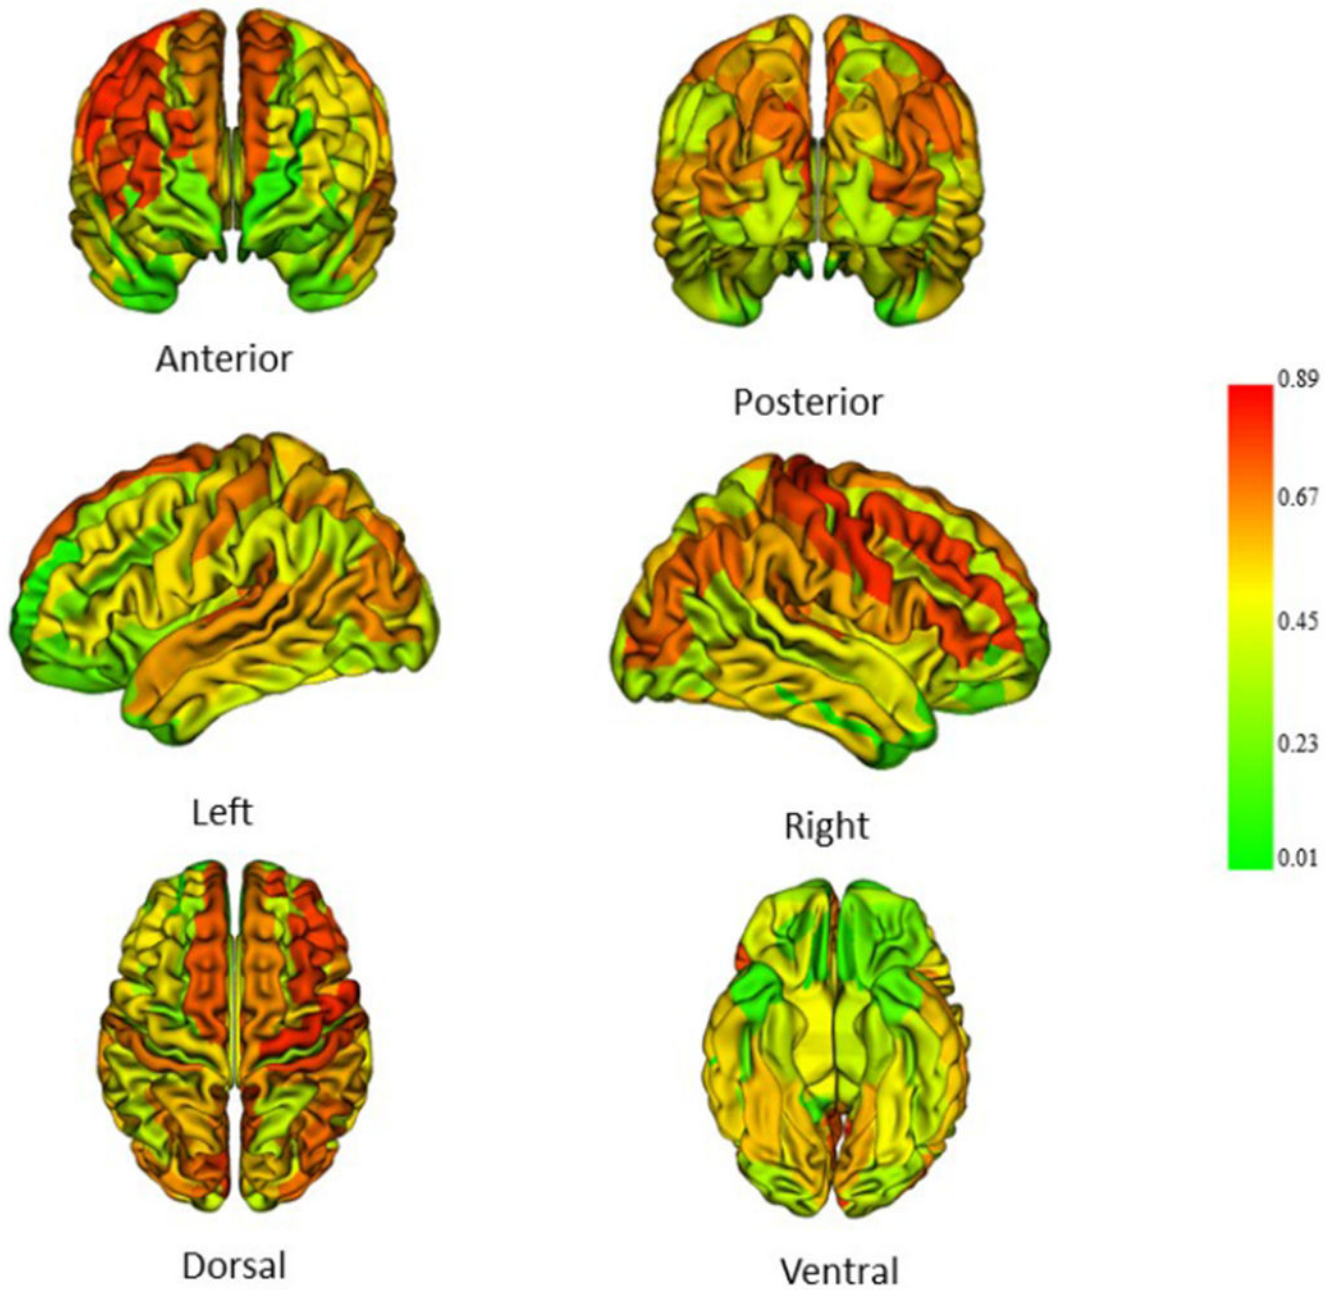 Anterior
Posterior
0.89
0.67
0.45
0.23
0.01
Left
Right
Dorsal
Ventral